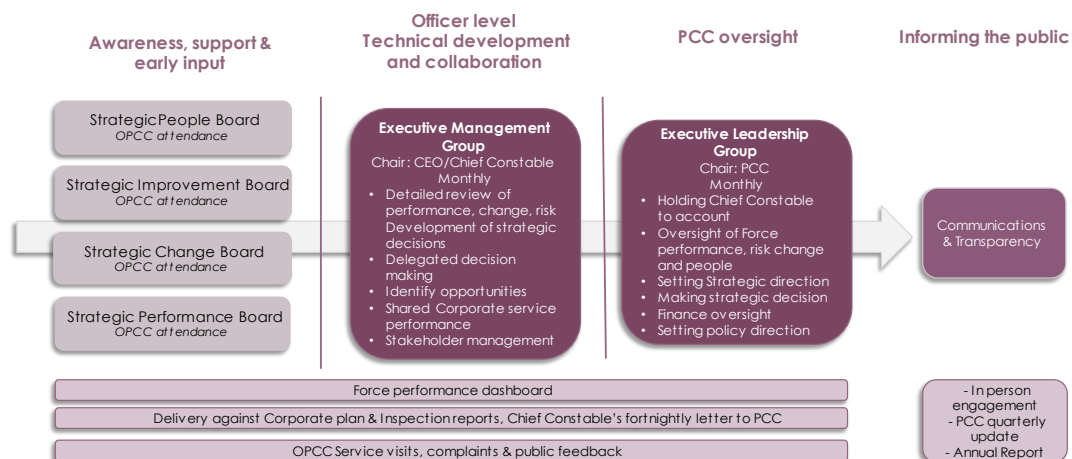 Awareness, support &
early input
Officer level
Technical development
and collaboration
PCC oversight
Informing the public
Strategic People Board
OPCC attendance
Strategic Improvement Board
OPCC attendance
Strategic Change Board
OPCC attendance
Strategic Performance Board
OPCC attendance
Executive Management
Group
Chair: CEO/Chief Constable
Monthly
• Detailed review of
performance, change, risk
Development of strategic
decisions
• Delegated decision
making
• Identify opportunities
• Shared Corporate service
performance
• Stakeholder management
Executive Leadership
Group
Chair: PCC
Monthly
• Holding Chief Constable
to account
• Oversight of Force
performance, risk change
and people
• Setting Strategic direction
• Making strategic decision
• Finance oversight
• Setting policy direction
Communications
& Transparency
Force performance dashboard
Delivery against Corporate plan & Inspection reports, Chief Constable's fortnightly letter to PCC
OPCC Service visits, complaints & public feedback
- In person
engagement
- PCC quarterly
update
- Annual Report